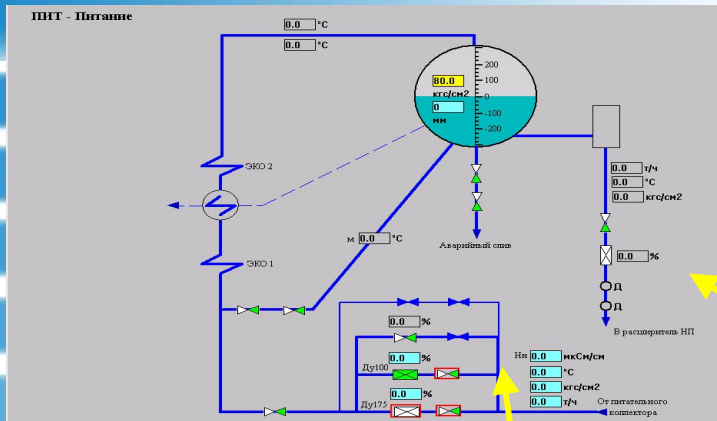 ПИТ - Питание
0.0 °C
0.0 °C
200
100
0
-100
-200
80.0
кгс/см2
0
мм
ЭКО 2
ЭКО 1
м 0.0 °C
Аварийный слив
0.0 т/ч
0.0 °C
0.0 кгс/см2
0.0 %
Д
Д
В расширитель НП
0.0 %
0.0 %
Ду100
0.0 %
Ду175
Нп 0.0 мкСм/см
0.0 °C
0.0 кгс/см2
0.0 т/ч
От питательного
коллектора